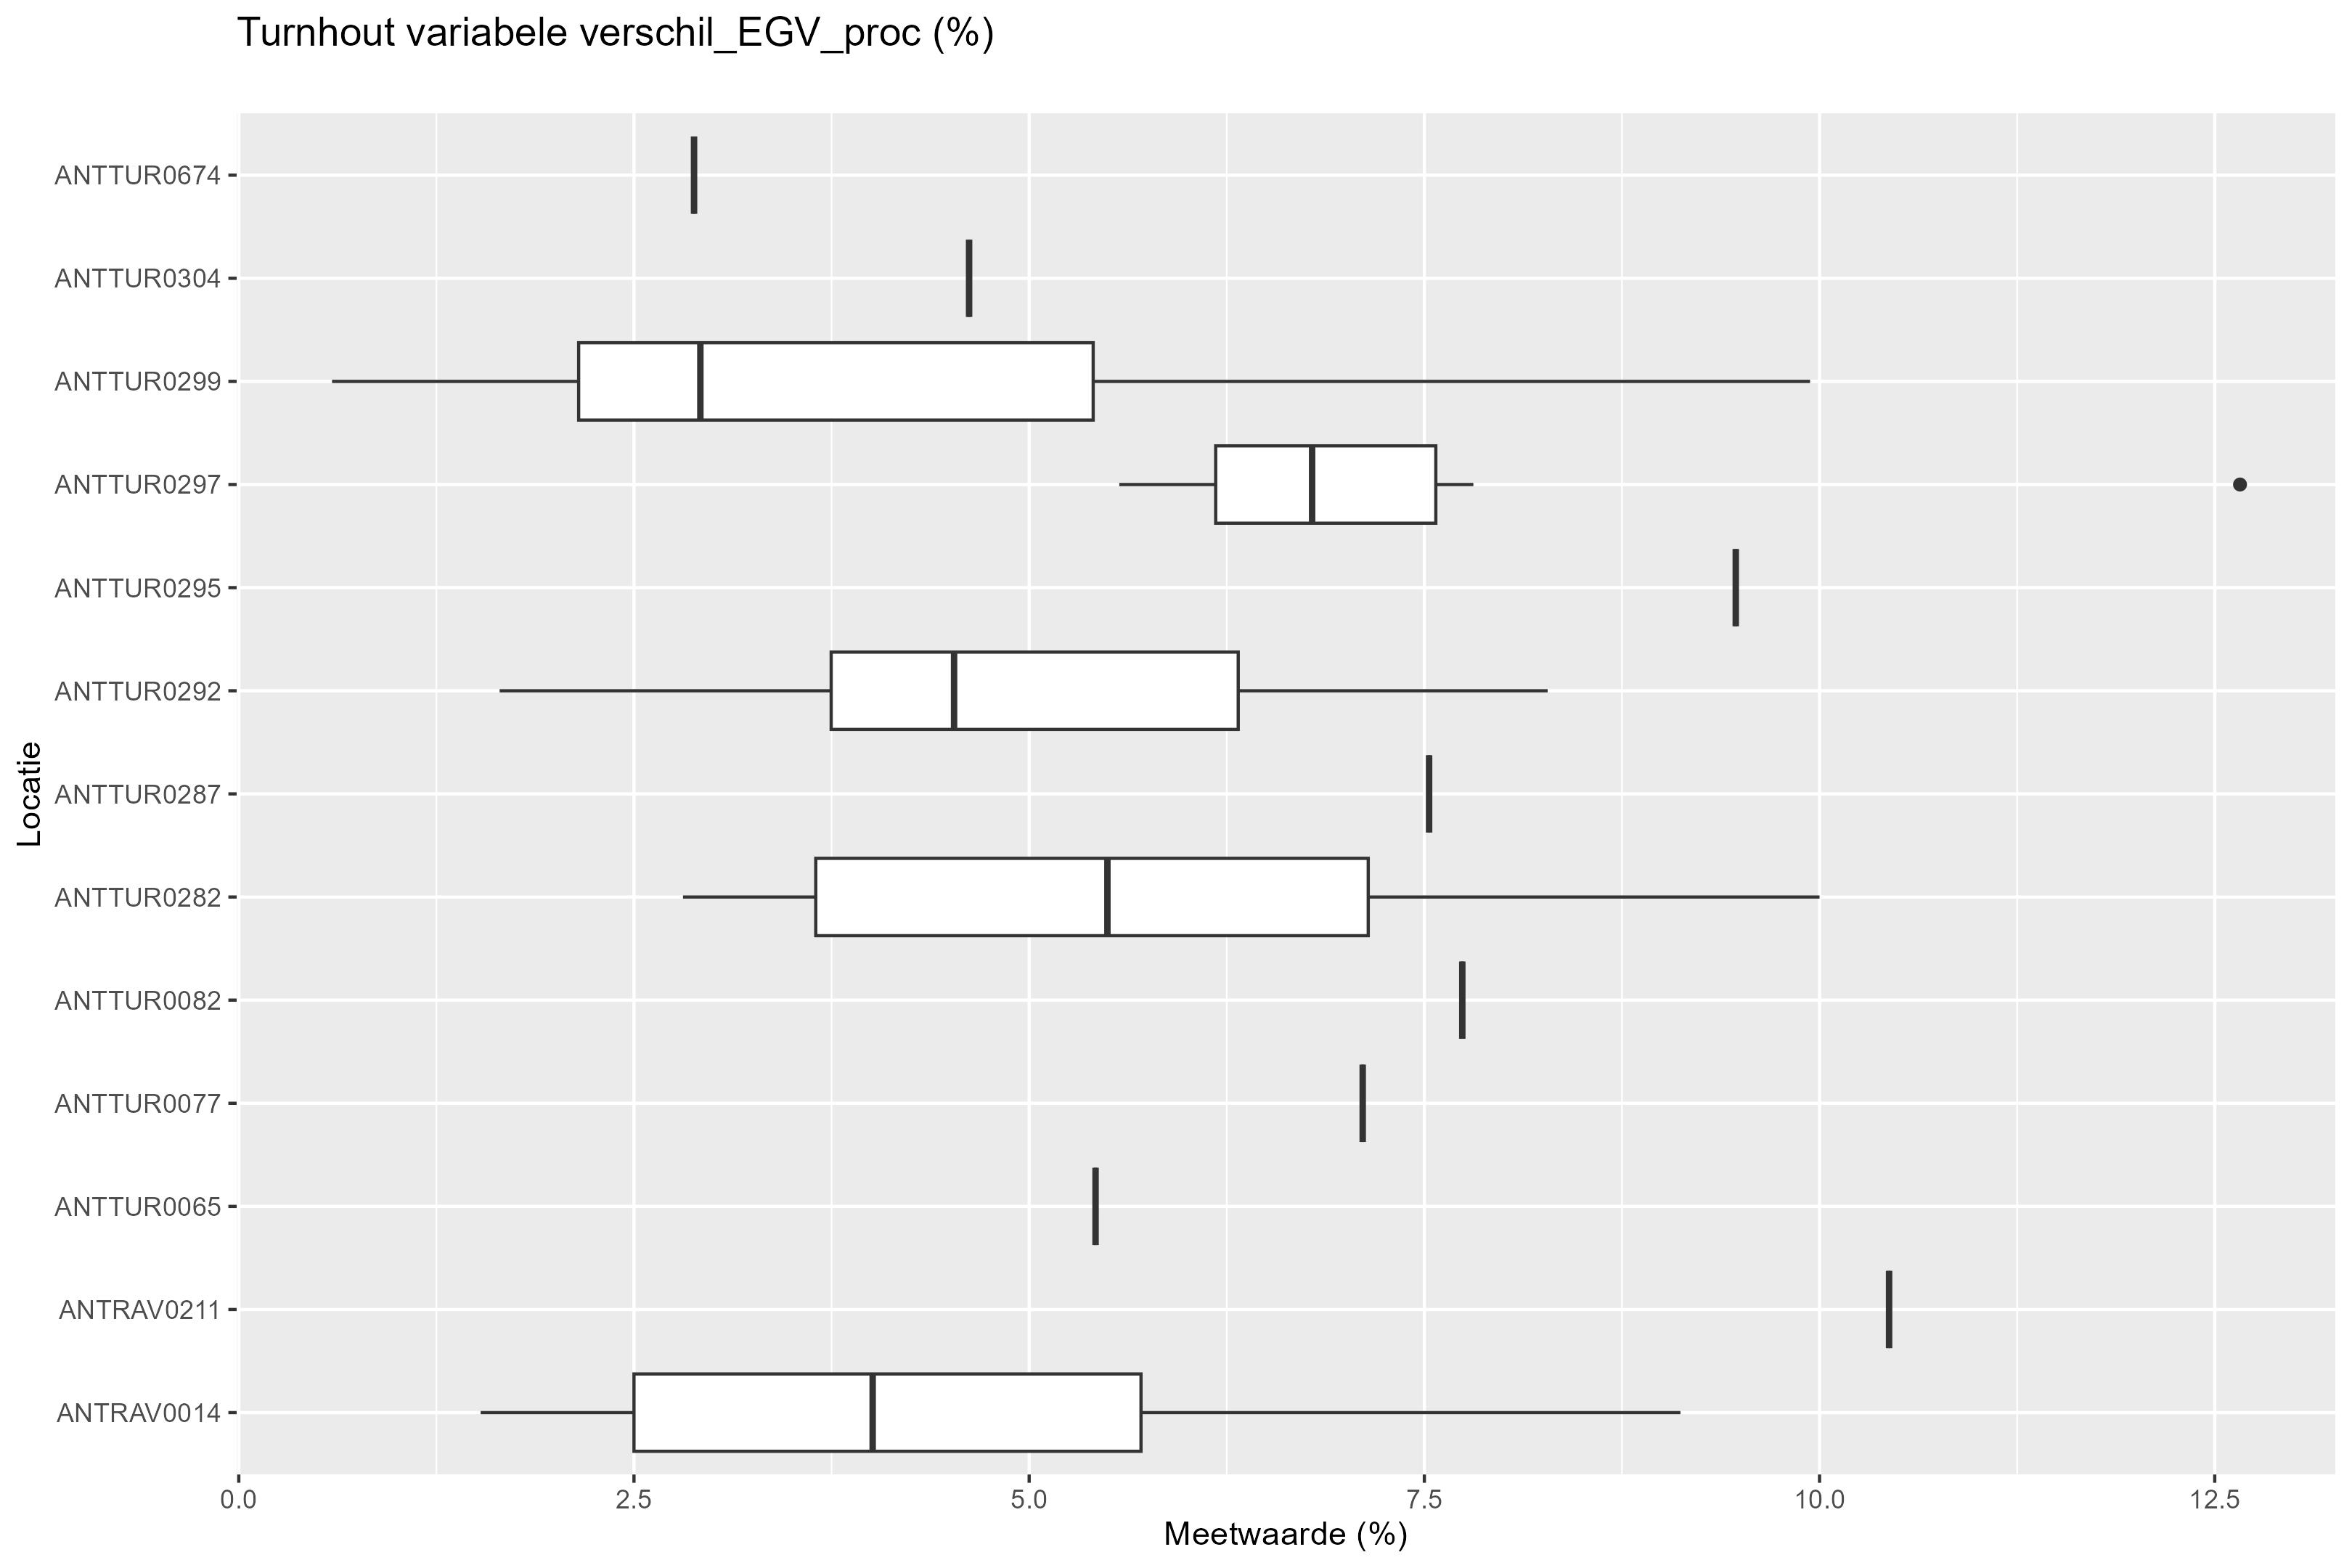 Turnhout variabele verschil_EGV_proc (%)
ANTTUR0674
ANTTUR0304
ANTTUR0299
ANTTUR0297
ANTTUR0295
ANTTUR0292
ANTTUR0287
ANTTUR0282
ANTTUR0082
ANTTUR0077
ANTTUR0065
ANTRAV0211
ANTRAV0014
Locatie
0.0 2.5 5.0 7.5 10.0 12.5
Meetwaarde (%)